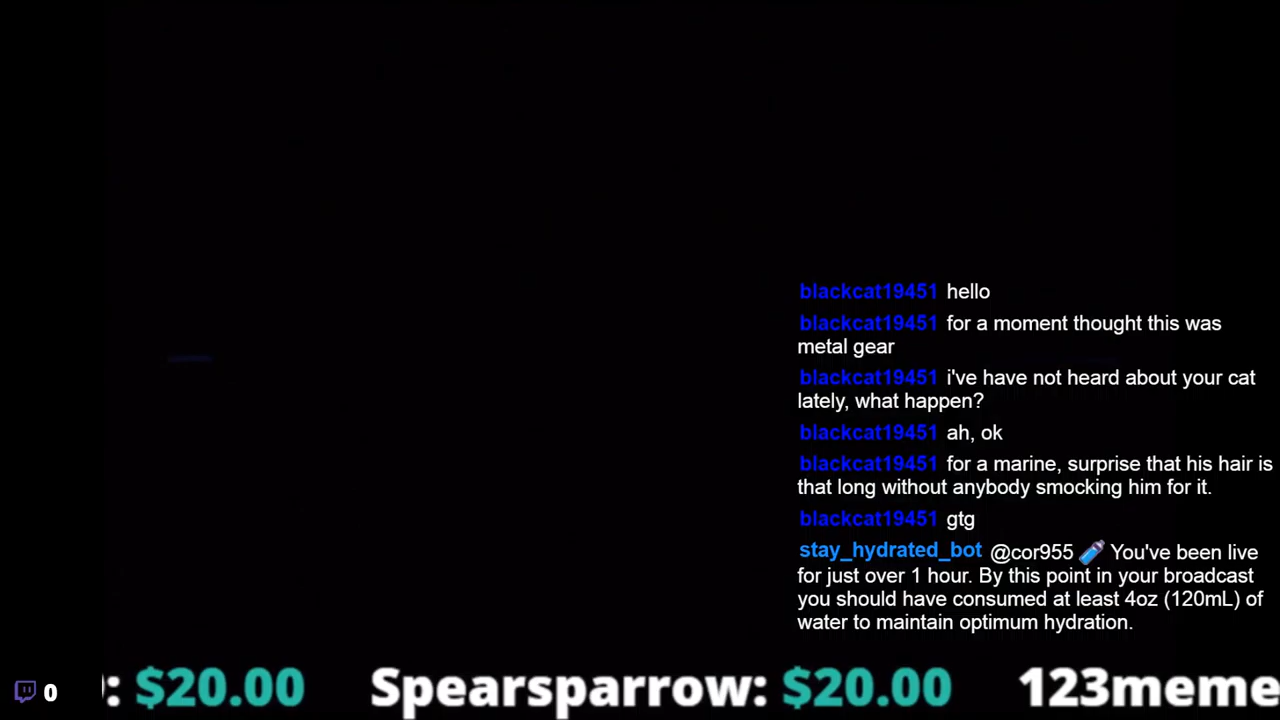 blackcat19451 hello
blackcat19451 for a moment thought this was
metal gear
blackcat19451 i've have not heard about your cat
lately, what happen?
blackcat19451 ah, ok
blackcat19451 for a marine, surprise that his hair is
that long without anybody smocking him for it.
blackcat19451 gtg
stay_hydrated_bot @cor955 You've been live
for just over 1 hour. By this point in your broadcast
you should have consumed at least 4oz (120mL) of
water to maintain optimum hydration.
0 : $20.00 Spearsparrow: $20.00 123meme